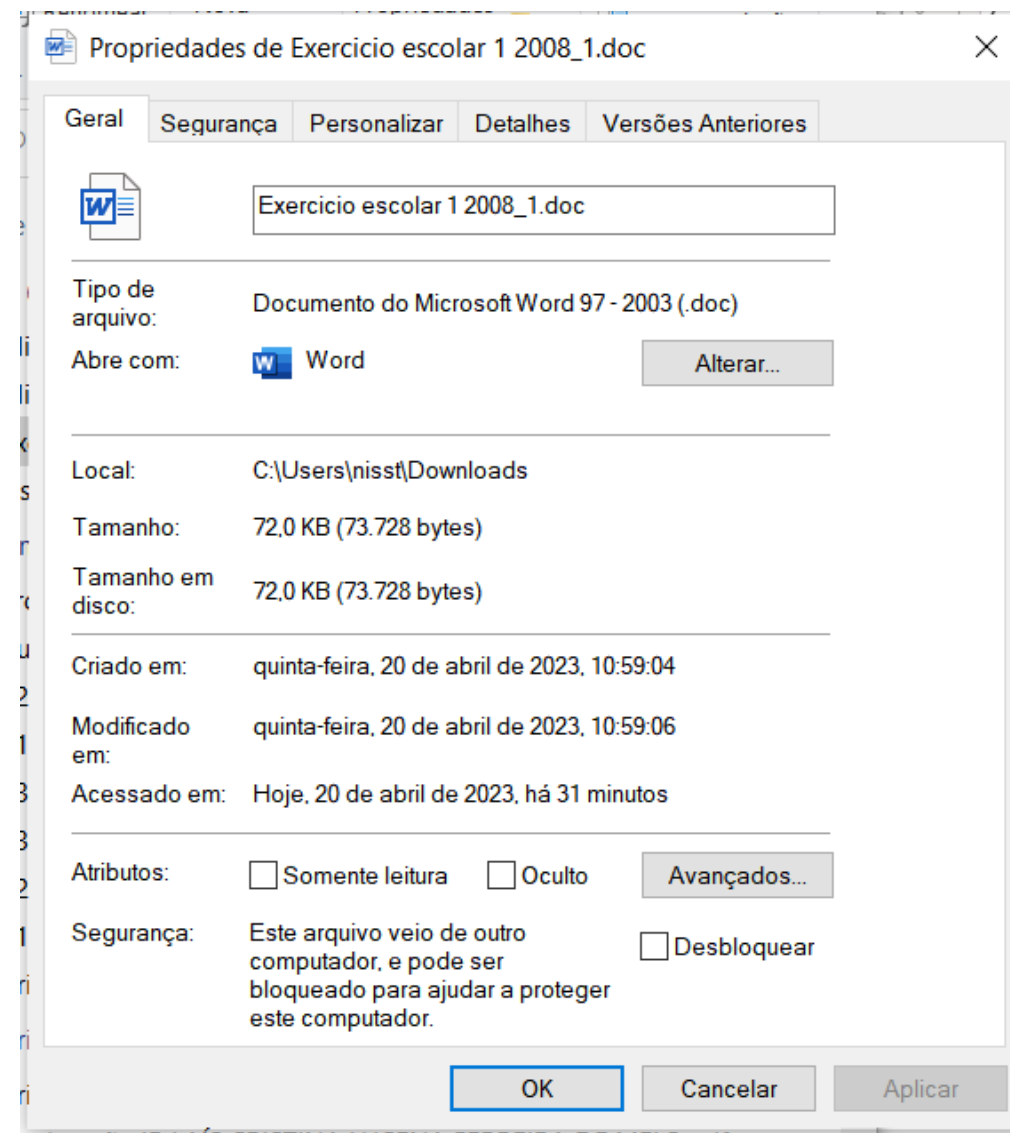 Propriedades de Exercicio escolar 1 2008_1.doc
Geral Segurança Personalizar Detalhes Versões Anteriores
Exercicio escolar 1 2008_1.doc
Tipo de
arquivo:
Documento do Microsoft Word 97 - 2003 (.doc)
Abre com:
Word
Alterar...
Local:
C:\Users\nisst\Downloads
Tamanho:
72,0 KB (73.728 bytes)
Tamanho em
disco:
72,0 KB (73.728 bytes)
Criado em:
quinta-feira, 20 de abril de 2023, 10:59:04
Modificado
em:
quinta-feira, 20 de abril de 2023, 10:59:06
Acessado em:
Hoje, 20 de abril de 2023, há 31 minutos
Atributos:
Somente leitura
Oculto
Avançados...
Segurança:
Este arquivo veio de outro
computador, e pode ser
bloqueado para ajudar a proteger
este computador.
Desbloquear
OK
Cancelar
Aplicar